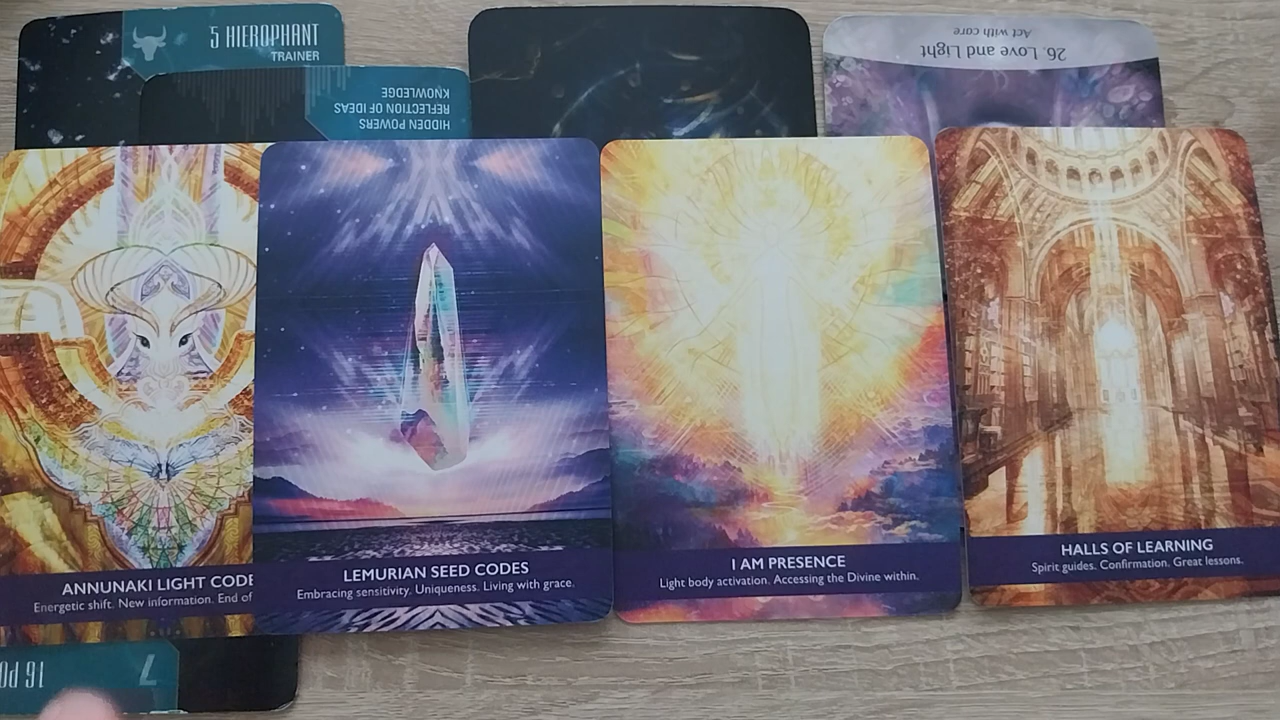 5 HIEROPHANT
TRAINER
26. Love and Light
Act with care
HIDDEN POWERS
REFLECTION OF IDEAS
KNOWLEDGE
ANNUNAKI LIGHT CODE
Energetic shift. New information. End of
LEMURIAN SEED CODES
Embracing sensitivity. Uniqueness. Living with grace.
I AM PRESENCE
Light body activation. Accessing the Divine within.
HALLS OF LEARNING
Spirit guides. Confirmation. Great lessons.
7
16